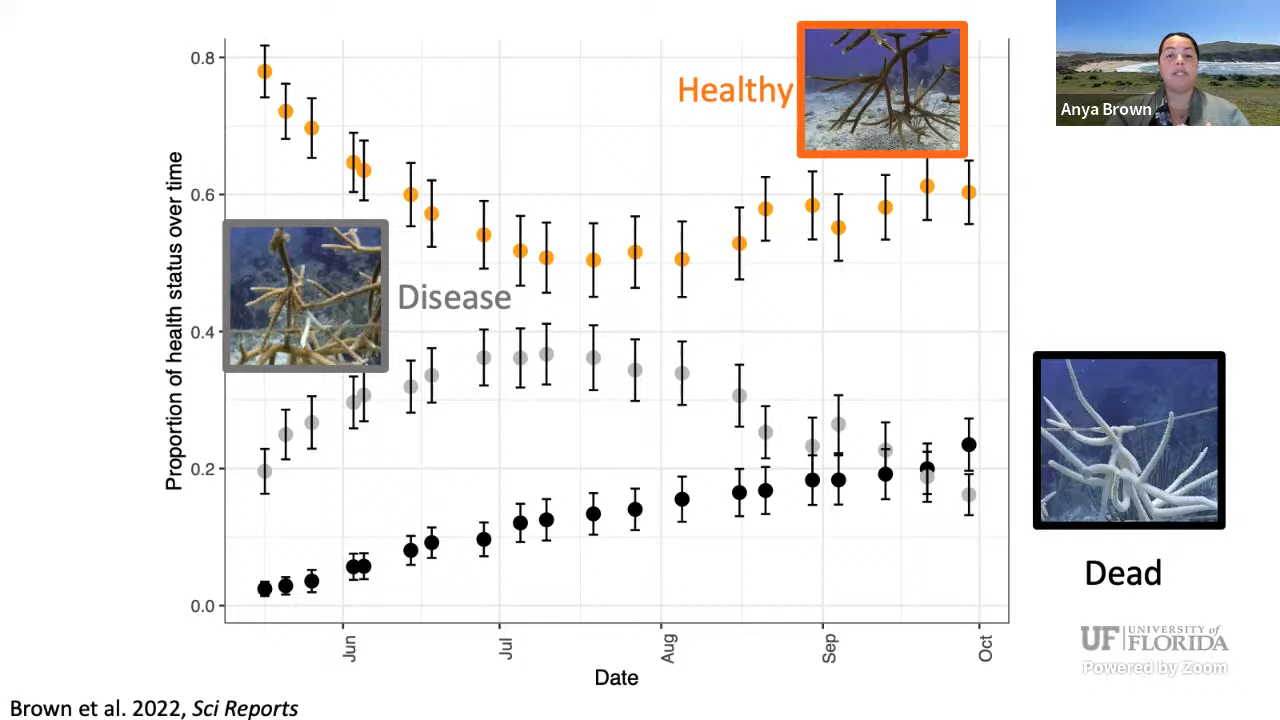 Anya Brown
Healthy
Disease
Dead
Proportion of health status over time
0.8
0.6
0.4
0.2
0.0
Jun
Jul
Aug
Sep
Oct
Date
UF UNIVERSITY of
FLORIDA
Powered by Zoom
Brown et al. 2022, Sci Reports